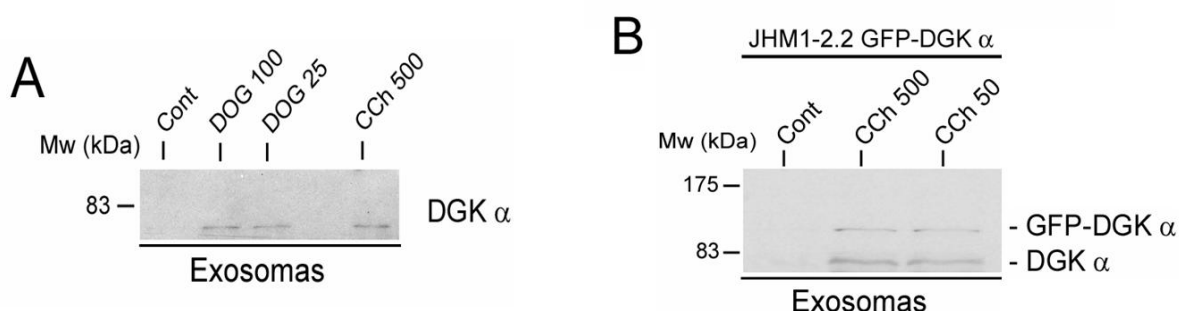 A
Cont
DOG 100
DOG 25
CCh 500
Mw (kDa)
83
DGK α
Exosomas
B
JHM1-2.2 GFP-DGK α
Cont
CCh 500
CCh 50
Mw (kDa)
175
83
- GFP-DGK α
- DGK α
Exosomas